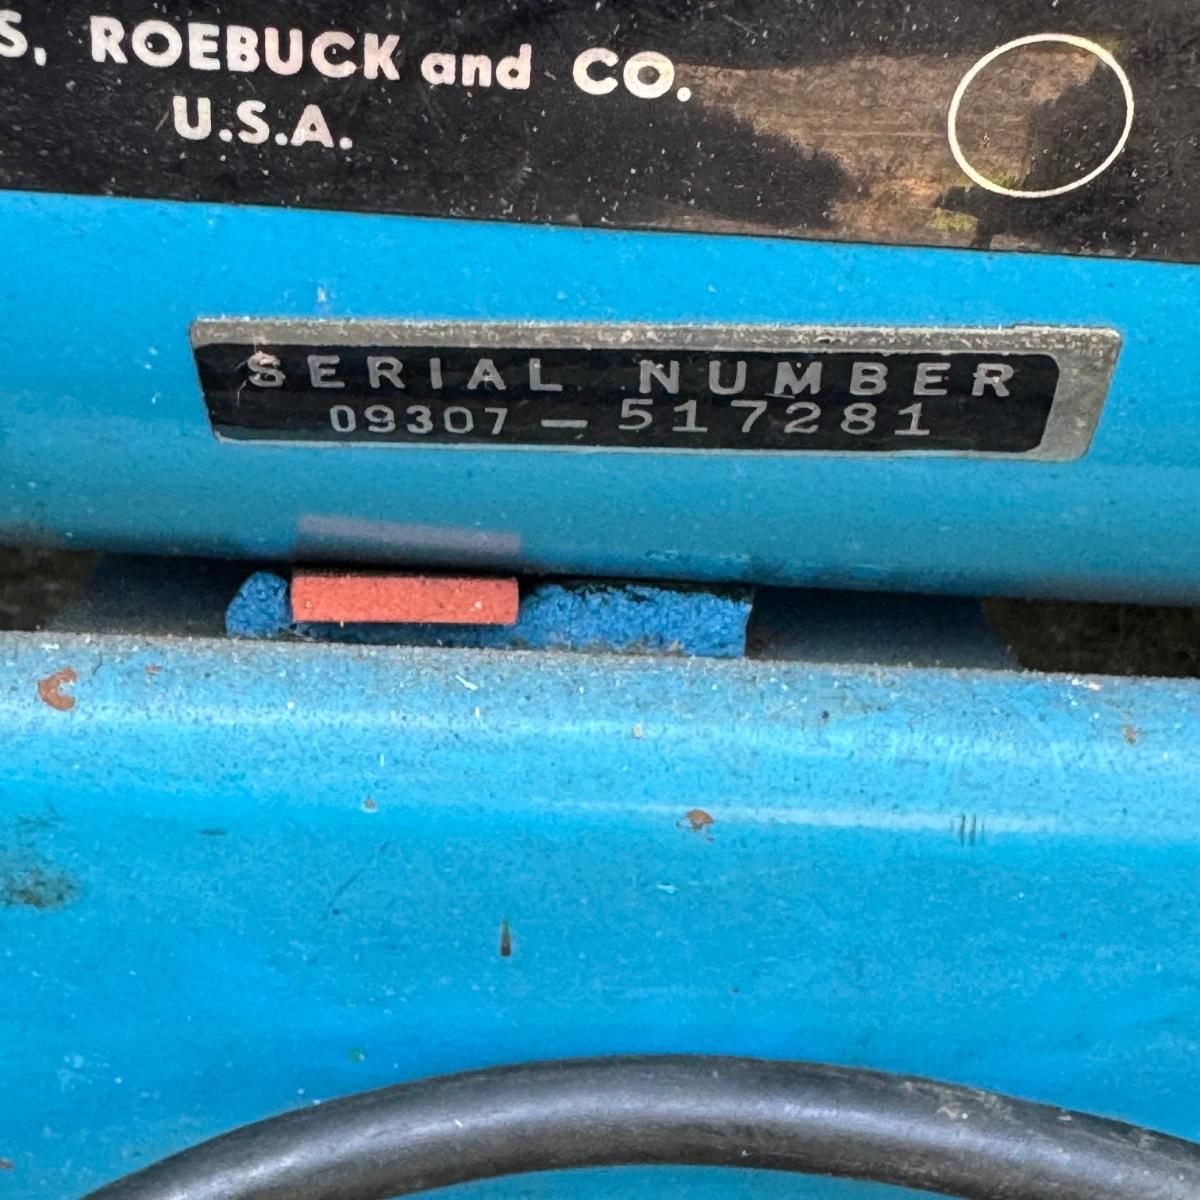 S, ROEBUCK and CO.
U.S.A.
SERIAL NUMBER
09307 — 517281